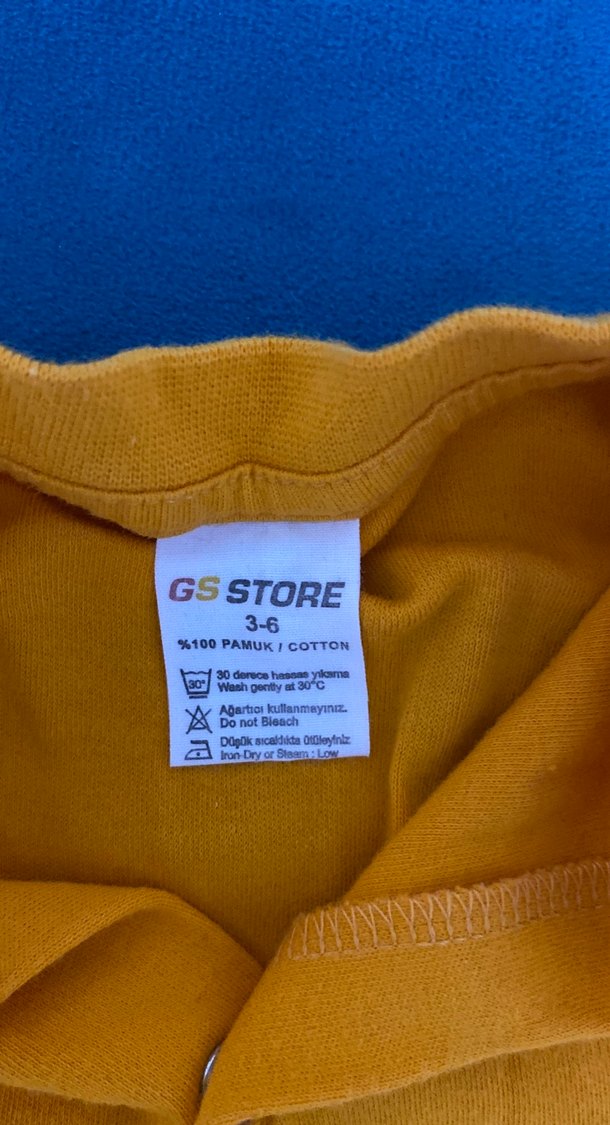 GS STORE
3-6
%100 PAMUK / COTTON
30°
30 derece hassas yıkama
Wash gently at 30°C
Ağartıcı kullanmayınız.
Do not Bleach
Düşük sıcaklıkta ütüleyiniz
Iron-Dry or Steam : Low